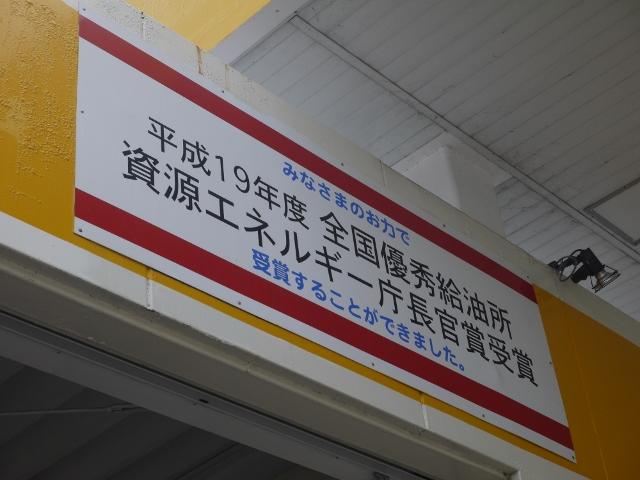 みなさまのお力で
平成19年度 全国優秀給油所
資源エネルギー庁長官賞受賞
受賞することができました。